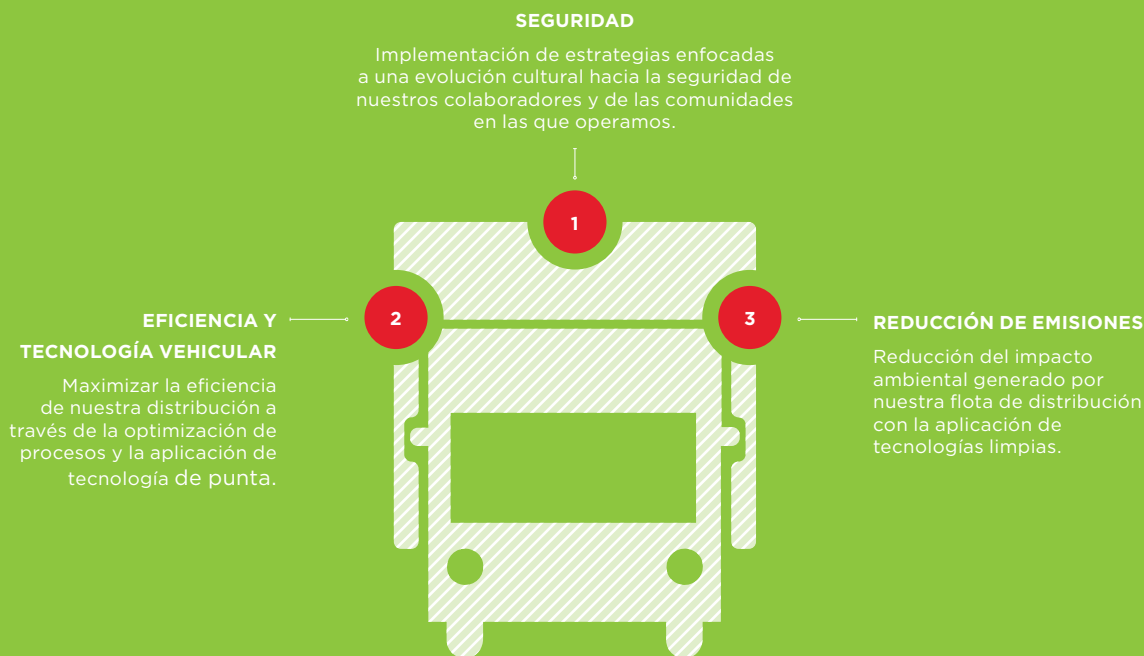 SEGURIDAD
Implementación de estrategias enfocadas
a una evolución cultural hacia la seguridad de
nuestros colaboradores y de las comunidades
en las que operamos.
1
2
EFICIENCIA Y
TECNOLOGÍA VEHICULAR
Maximizar la eficiencia
de nuestra distribución a
través de la optimización de
procesos y la aplicación de
tecnología de punta.
3
REDUCCIÓN DE EMISIONES
Reducción del impacto
ambiental generado por
nuestra flota de distribución
con la aplicación de
tecnologías limpias.